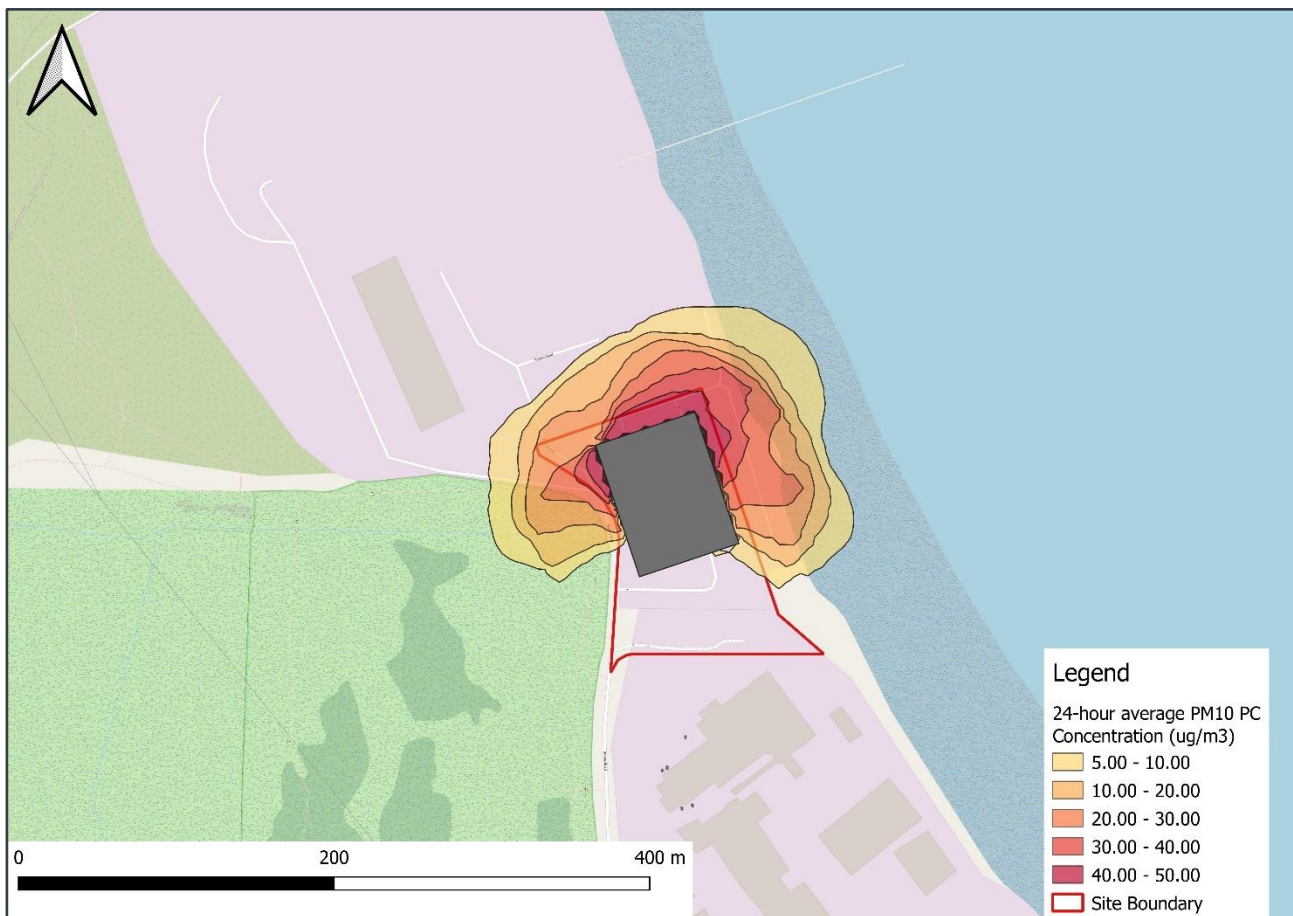 0
200
400 m
Legend
24-hour average PM10 PC
Concentration (ug/m3)
5.00 - 10.00
10.00 - 20.00
20.00 - 30.00
30.00 - 40.00
40.00 - 50.00
Site Boundary